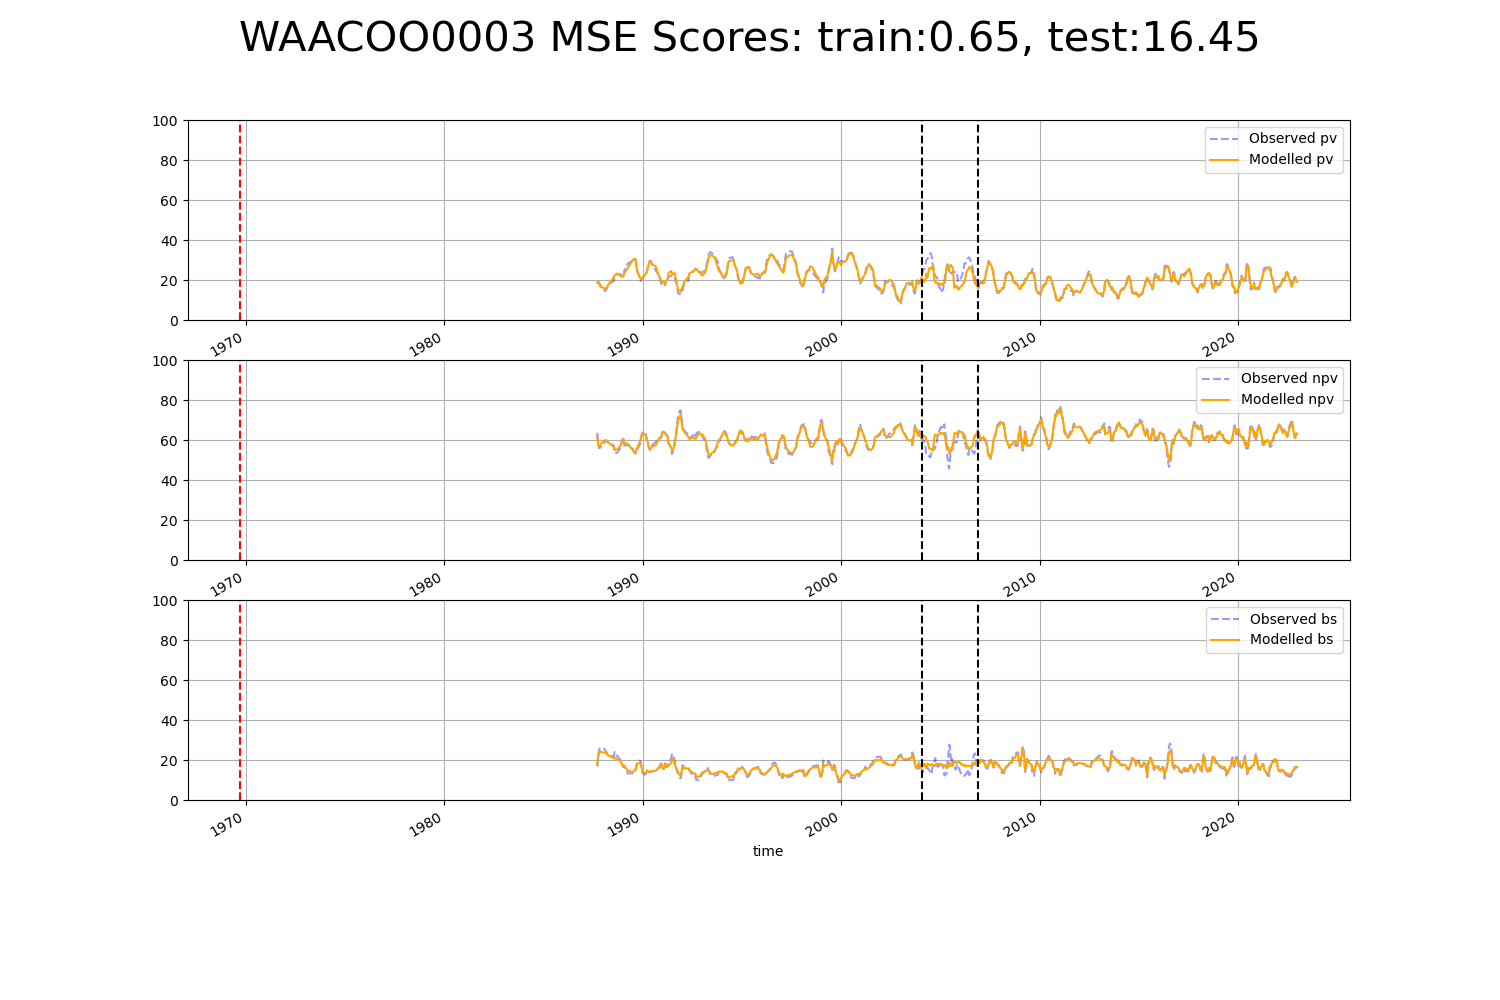 WAACOO0003 MSE Scores: train:0.65, test:16.45
100
80
60
40
20
0
Observed pv
Modelled pv
1970 1980 1990 2000 2010 2020
100
80
60
40
20
0
Observed npv
Modelled npv
1970 1980 1990 2000 2010 2020
100
80
60
40
20
0
Observed bs
Modelled bs
1970 1980 1990 2000 2010 2020
time